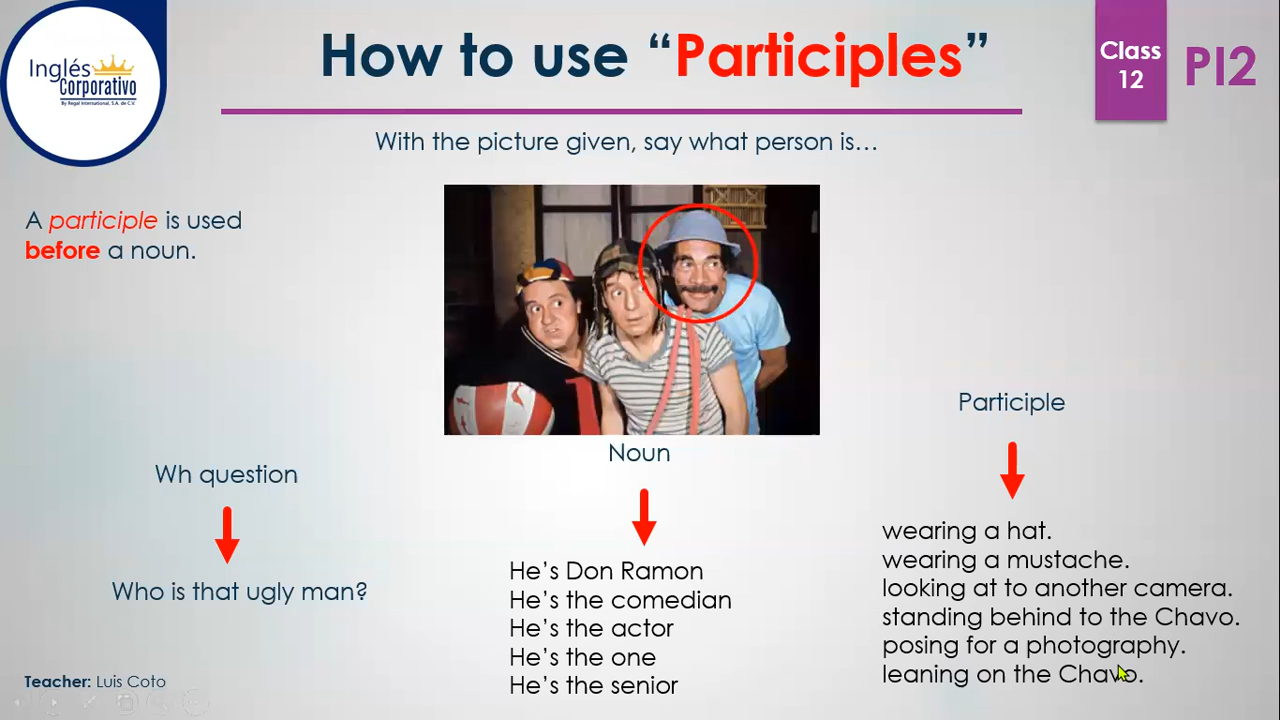 Inglés
Corporativo
By Regal International, S.A. de C.V.
How to use “Participles”
Class
12
PI2
With the picture given, say what person is…
A participle is used
before a noun.
Wh question
Who is that ugly man?
Noun
He’s Don Ramon
He’s the comedian
He’s the actor
He’s the one
He’s the senior
Participle
wearing a hat.
wearing a mustache.
looking at to another camera.
standing behind to the Chavo.
posing for a photography.
leaning on the Chavo.
Teacher: Luis Coto